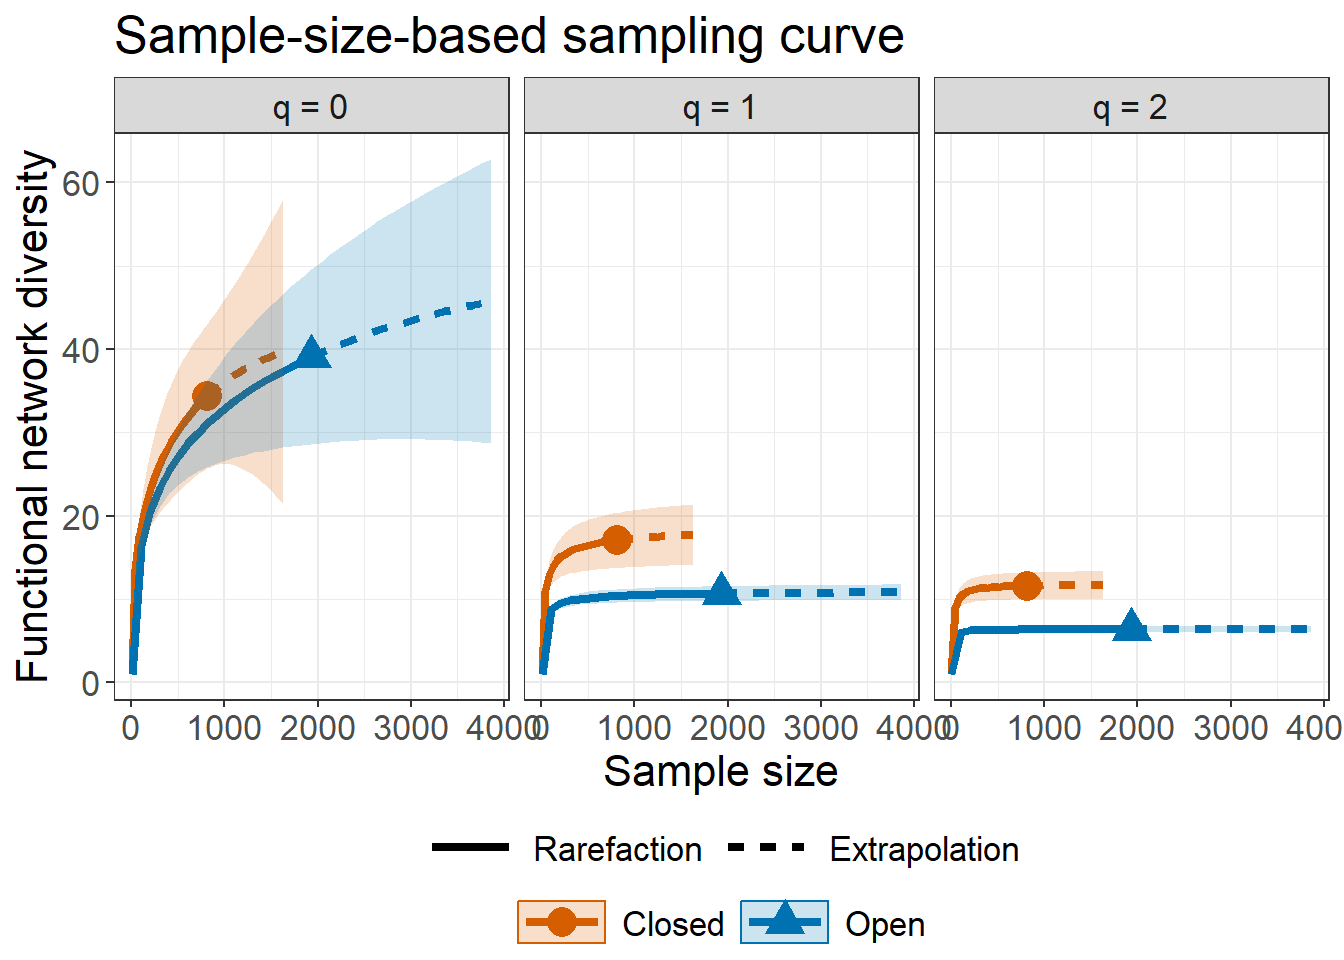 Sample-size-based sampling curve
q = 0
q = 1
q = 2
Functional network diversity
60
40
20
0
0 1000 2000 3000 4000
0 1000 2000 3000 4000
0 1000 2000 3000 400
Sample size
Rarefaction Extrapolation
Closed Open